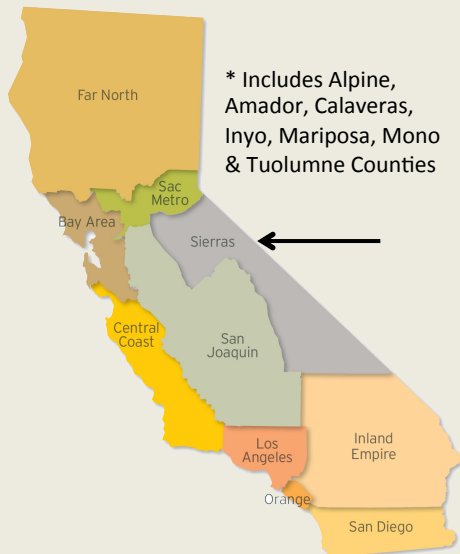 Far North
* Includes Alpine,
Amador, Calaveras,
Inyo, Mariposa, Mono
& Tuolumne Counties
Sac
Metro
Bay Area
Sierras
Central
Coast
San
Joaquin
Los
Angeles
Inland
Empire
Orange
San Diego